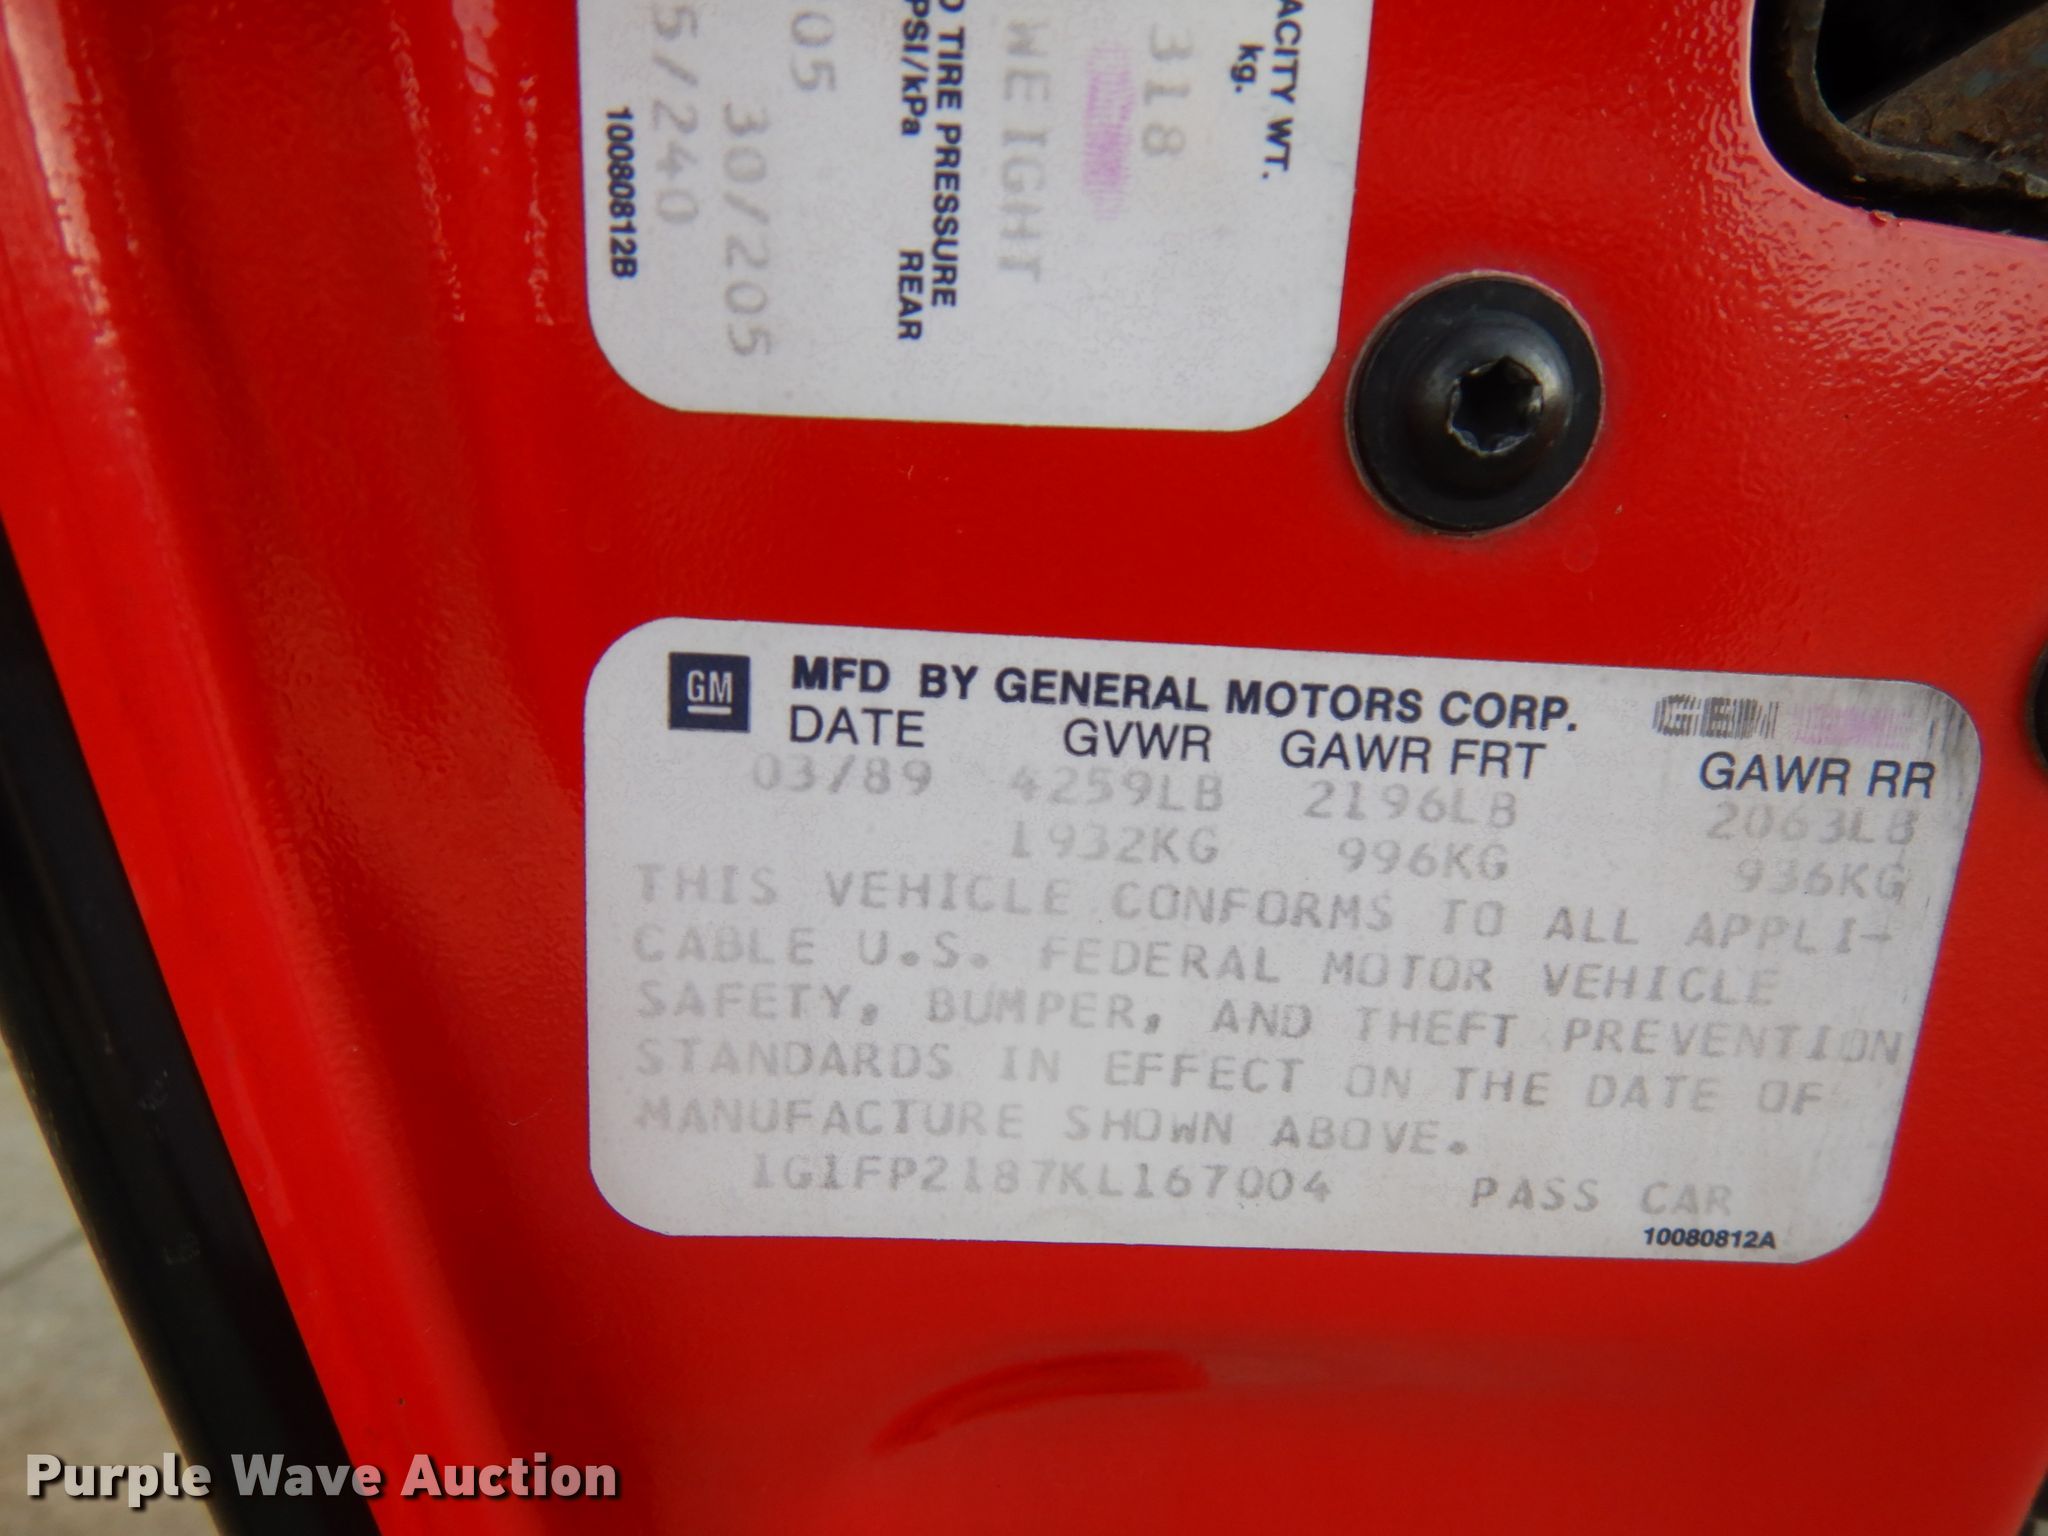 ACITY WT.
kg.
318
WEIGHT
D TIRE PRESSURE
PSI/kPa REAR
05 30/205
5/240
10080812B
GM MFD BY GENERAL MOTORS CORP.
DATE GVWR GAWR FRT GAWR RR
03/89 4259LB 2196LB 2063LB
1932KG 996KG 936KG
THIS VEHICLE CONFORMS TO ALL APPLI-
CABLE U.S. FEDERAL MOTOR VEHICLE
SAFETY, BUMPER, AND THEFT PREVENTION
STANDARDS IN EFFECT ON THE DATE OF
MANUFACTURE SHOWN ABOVE.
1G1FP2187KL167004 PASS CAR
10080812A
Purple Wave Auction